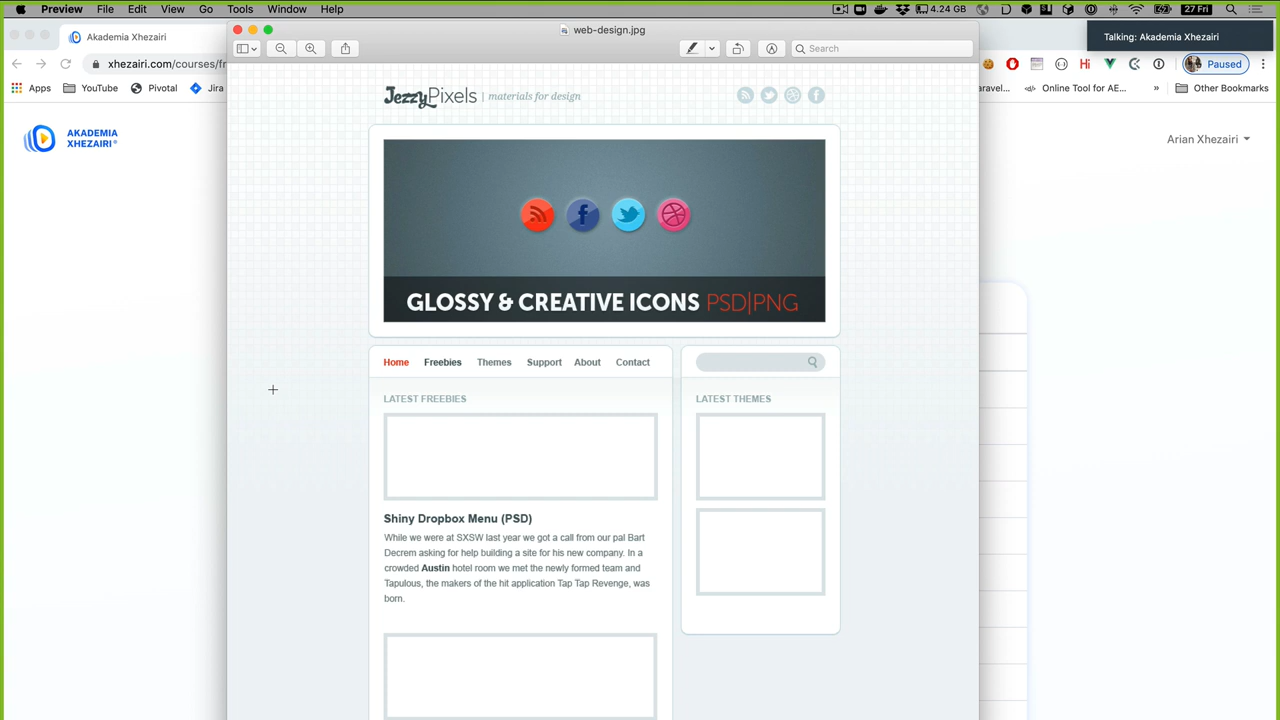 Preview File Edit View Go Tools Window Help 4.24 GB 27 Fri
Akademia Xhezairi
web-design.jpg
Talking: Akademia Xhezairi
xhezairi.com/courses/fr
Search
Hi
Paused
Apps YouTube Pivotal Jira
aravel... Online Tool for AE... » Other Bookmarks
AKADEMIA
XHEZAIRI
Arian Xhezairi
JezzyPixels | materials for design
GLOSSY & CREATIVE ICONS PSD|PNG
Home Freebies Themes Support About Contact
LATEST FREEBIES
LATEST THEMES
Shiny Dropbox Menu (PSD)
While we were at SXSW last year we got a call from our pal Bart
Decrem asking for help building a site for his new company. In a
crowded Austin hotel room we met the newly formed team and
Tapulous, the makers of the hit application Tap Tap Revenge, was
born.